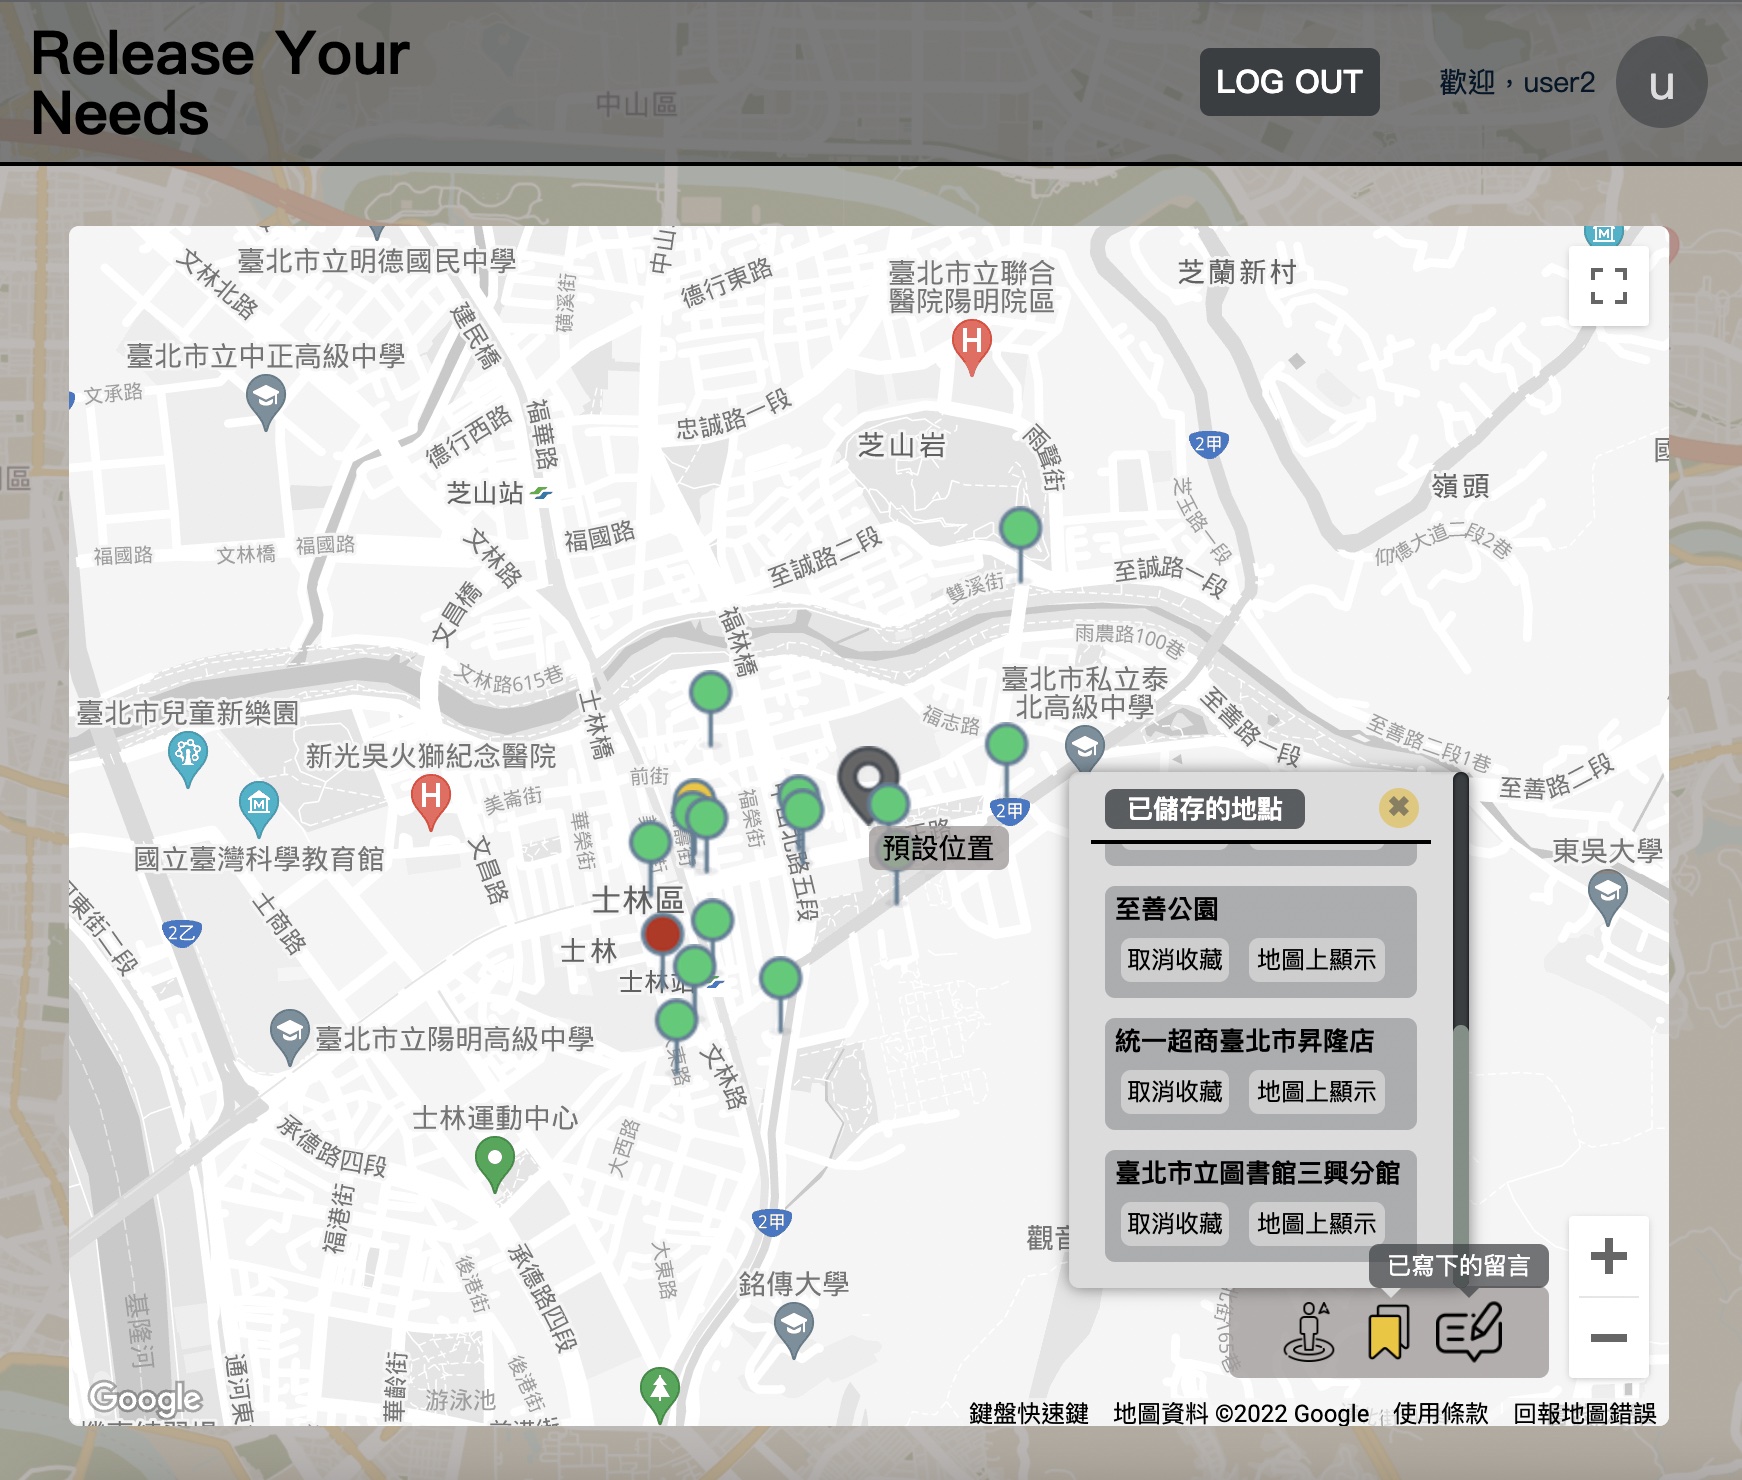 Release Your
Needs
LOG OUT
歡迎，user2
u
中山區
臺北市立明德國民中學
文林北路
建民橋
磺溪街
德行東路
臺北市立聯合
醫院陽明院區
H
芝蘭新村
M
臺北市立中正高級中學
文承路
德行西路
福華路
忠誠路一段
芝山岩
雨聲街
2甲
芝玉路一段
嶺頭
仰德大道二段2巷
芝山站
福國路
福國路
文林橋
福國路
文林路
文昌橋
至誠路二段
雙溪街
至誠路一段
福林橋
雨農路100巷
文林路615巷
士林橋
臺北市私立泰
北高級中學
福志路
至善路一段
至善路二段1巷
至善路二段
臺北市兒童新樂園
新光吳火獅紀念醫院
H
M
前街
美崙街
華榮街
福榮街
中山北路五段
國立臺灣科學教育館
文昌路
2甲
預設位置
東吳大學
士商路
2乙
士林區
士林
士林站
臺北市立陽明高級中學
文林路
士林運動中心
承德路四段
大西路
福港街
後港街
承德路四段
大東路
2甲
銘傳大學
基隆河
華齡街
後港街
游泳池
已儲存的地點
至善公園
取消收藏
地圖上顯示
統一超商臺北市昇隆店
取消收藏
地圖上顯示
臺北市立圖書館三興分館
取消收藏
地圖上顯示
已寫下的留言
Google
鍵盤快速鍵
地圖資料 ©2022 Google
使用條款
回報地圖錯誤